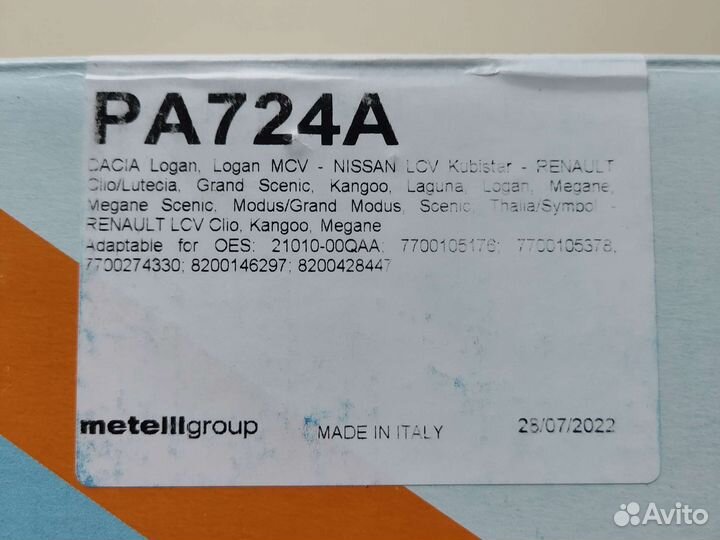 PA724A
DACIA Logan, Logan MCV - NISSAN LCV Kubistar - RENAULT
Clio/Lutecia, Grand Scenic, Kangoo, Laguna, Logan, Megane,
Megane Scenic, Modus/Grand Modus, Scenic, Thalia/Symbol -
RENAULT LCV Clio, Kangoo, Megane
Adaptable for OES: 21010-00QAA; 7700105176; 7700105378,
7700274330; 8200146297; 8200428447
metelligroup
MADE IN ITALY
28/07/2022
Avito